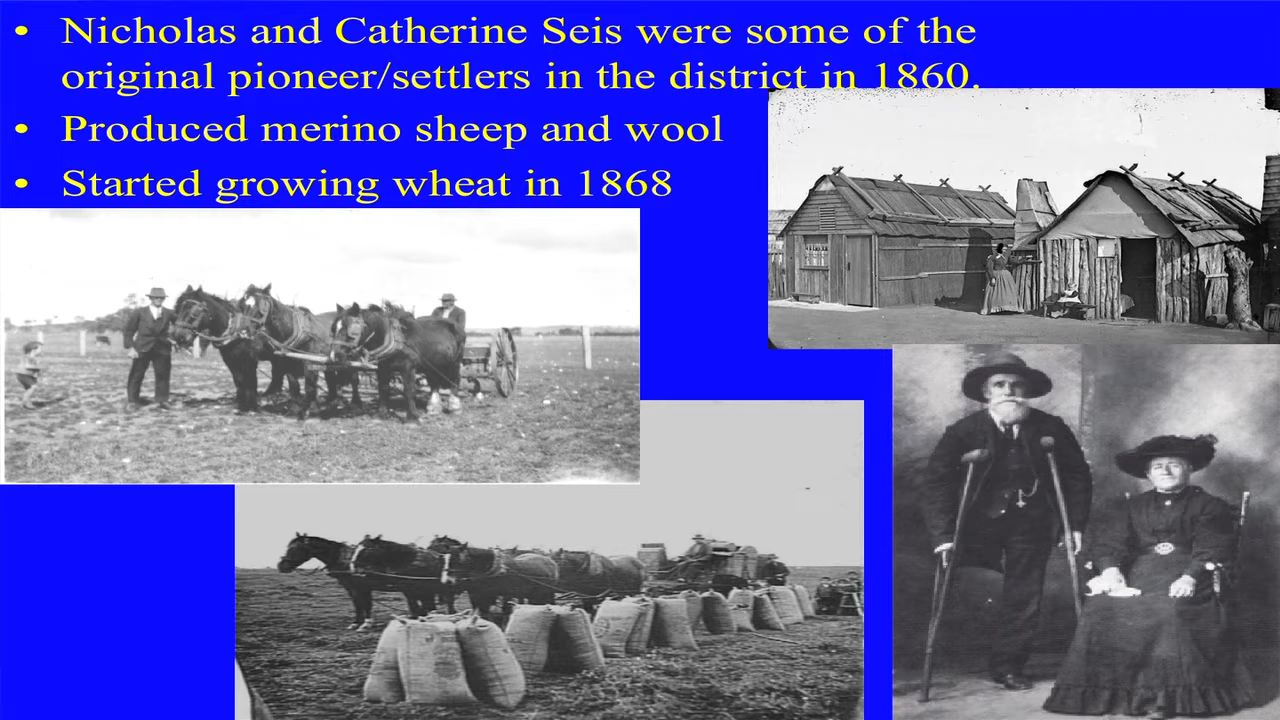 • Nicholas and Catherine Seis were some of the
original pioneer/settlers in the district in 1860.
• Produced merino sheep and wool
• Started growing wheat in 1868